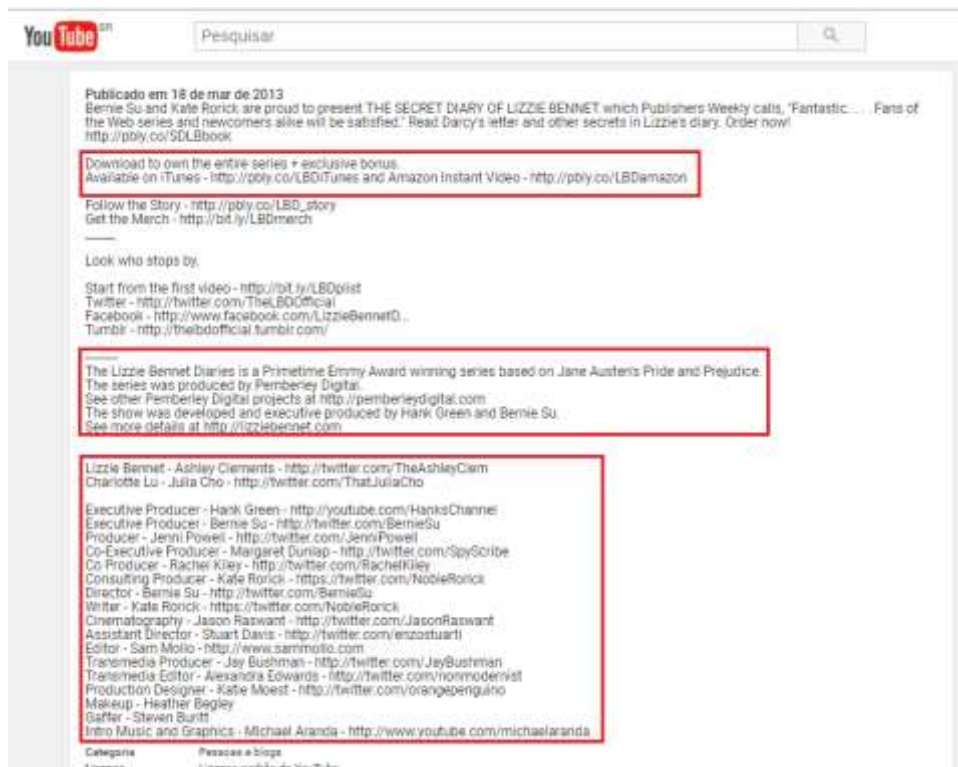 YouTube BR
Pesquisar
Publicado em 18 de mar de 2013
Bernie Su and Kate Rorick are proud to present THE SECRET DIARY OF LIZZIE BENNET which Publishers Weekly calls, "Fantastic. . . . Fans of
the Web series and newcomers alike will be satisfied." Read Darcy's letter and other secrets in Lizzie's diary. Order now!
http://pbly.co/SDLBbook
Download to own the entire series + exclusive bonus.
Available on iTunes - http://pbly.co/LBDiTunes and Amazon Instant Video - http://pbly.co/LBDamazon
Follow the Story - http://pbly.co/LBD_story
Get the Merch - http://bit.ly/LBDmerch
Look who stops by.
Start from the first video - http://bit.ly/LBDplist
Twitter - http://twitter.com/TheLBDOfficial
Facebook - http://www.facebook.com/LizzieBennetD...
Tumblr - http://thelbdofficial.tumblr.com/
The Lizzie Bennet Diaries is a Primetime Emmy Award winning series based on Jane Austen's Pride and Prejudice.
The series was produced by Pemberley Digital.
See other Pemberley Digital projects at http://pemberleydigital.com
The show was developed and executive produced by Hank Green and Bernie Su.
See more details at http://lizziebennet.com
Lizzie Bennet - Ashley Clements - http://twitter.com/TheAshleyClem
Charlotte Lu - Julia Cho - http://twitter.com/ThatJuliaCho
Executive Producer - Hank Green - http://youtube.com/HanksChannel
Executive Producer - Bernie Su - http://twitter.com/BernieSu
Producer - Jenni Powell - http://twitter.com/JenniPowell
Co-Executive Producer - Margaret Dunlap - http://twitter.com/SpyScribe
Co Producer - Rachel Kiley - http://twitter.com/RachelKiley
Consulting Producer - Kate Rorick - https://twitter.com/NobleRorick
Director - Bernie Su - http://twitter.com/BernieSu
Writer - Kate Rorick - https://twitter.com/NobleRorick
Cinematography - Jason Raswant - http://twitter.com/JasonRaswant
Assistant Director - Stuart Davis - http://twitter.com/enzostuarti
Editor - Sam Mollo - http://www.sammollo.com
Transmedia Producer - Jay Bushman - http://twitter.com/JayBushman
Transmedia Editor - Alexandra Edwards - http://twitter.com/nonmodernist
Production Designer - Katie Moest - http://twitter.com/orangepenguino
Makeup - Heather Begley
Gaffer - Steven Buritt
Intro Music and Graphics - Michael Aranda - http://www.youtube.com/michaelaranda
Categoria Pessoas e blogs